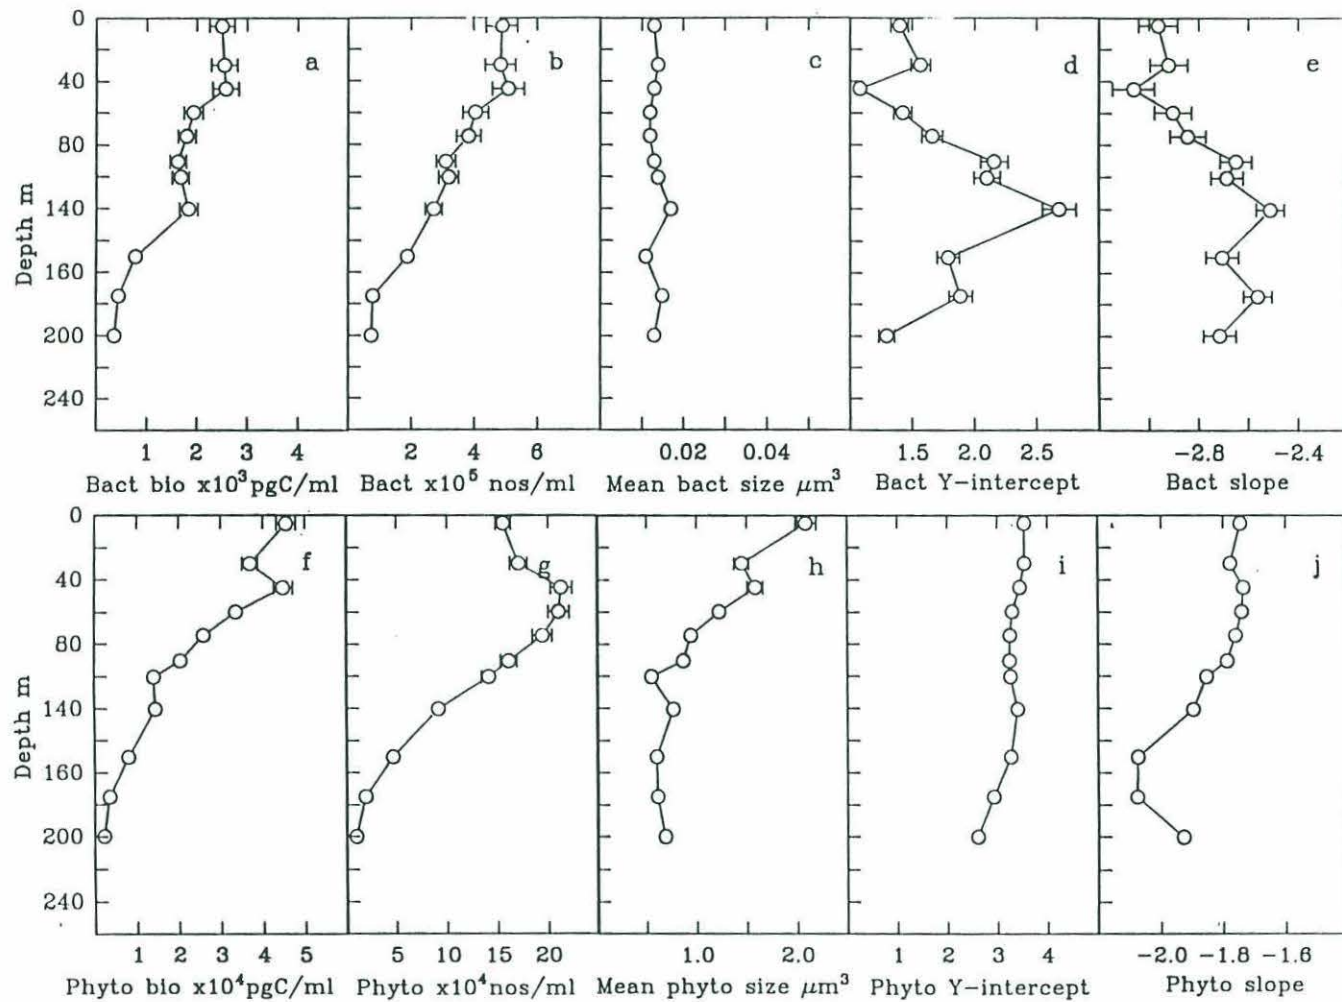 0
40
80
140
160
200
240
Depth m
a
b
c
d
e
1 2 3 4
2 4 6
0.02 0.04
1.5 2.0 2.5
-2.8 -2.4
Bact bio x10³pgC/ml
Bact x10⁵ nos/ml
Mean bact size μm³
Bact Y-intercept
Bact slope
0
40
80
140
160
200
240
Depth m
f
g
h
i
j
1 2 3 4 5
5 10 15 20
1.0 2.0
1 2 3 4
-2.0 -1.8 -1.6
Phyto bio x10⁴pgC/ml
Phyto x10⁴nos/ml
Mean phyto size μm³
Phyto Y-intercept
Phyto slope